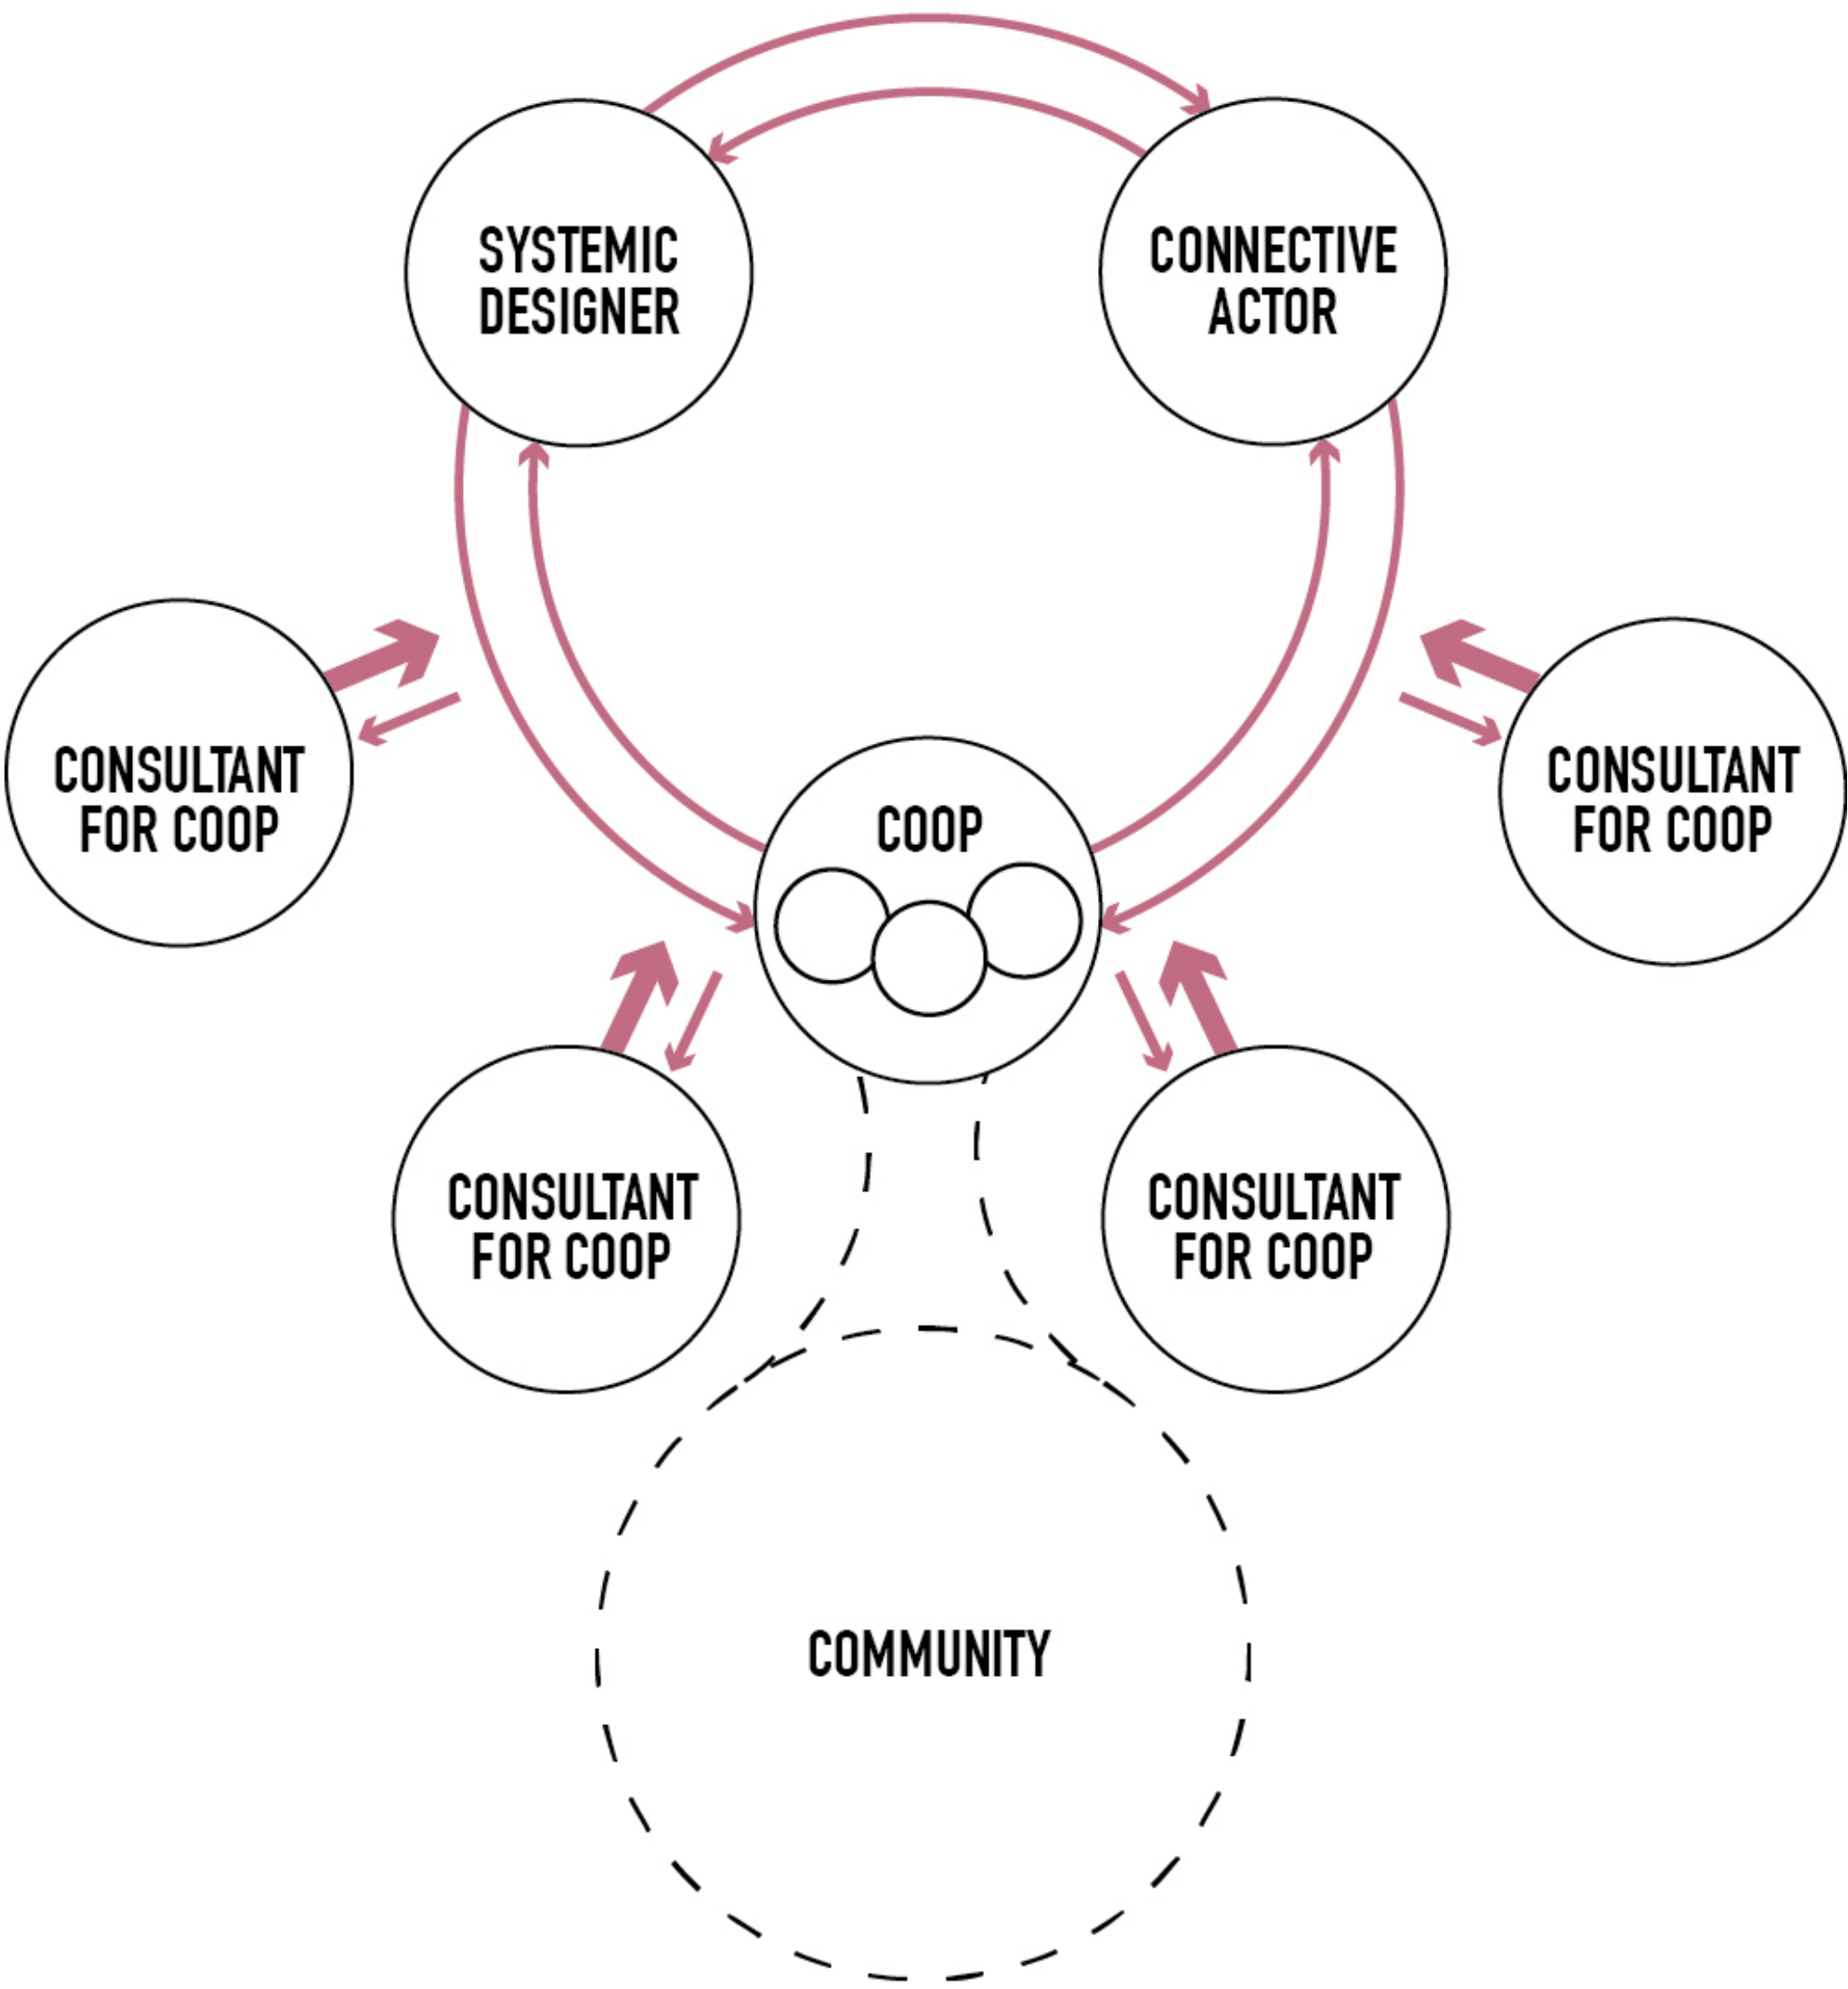 SYSTEMIC
DESIGNER
CONNECTIVE
ACTOR
CONSULTANT
FOR COOP
COOP
CONSULTANT
FOR COOP
CONSULTANT
FOR COOP
CONSULTANT
FOR COOP
COMMUNITY